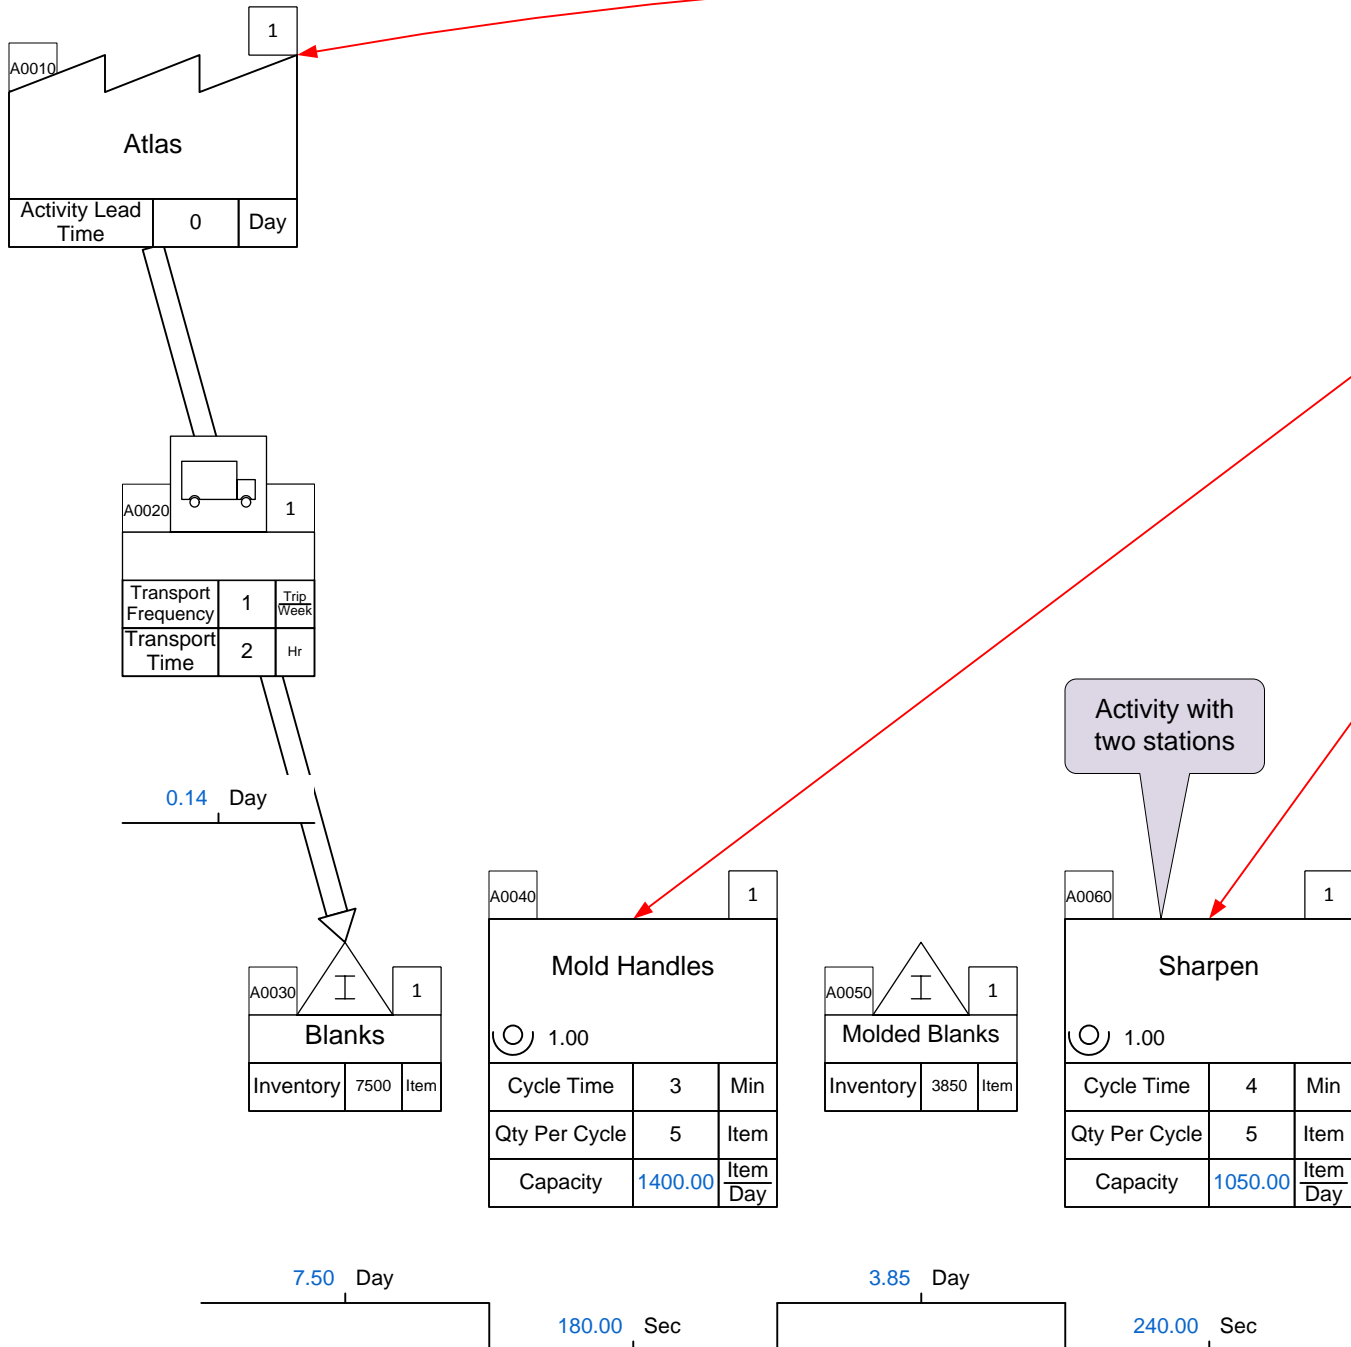 1
A0010
Atlas
Activity Lead
Time
0
Day
A0020
1
Transport
Frequency
1
Trip
Week
Transport
Time
2
Hr
0.14 Day
Activity with
two stations
A0030
1
Blanks
Inventory
7500
Item
A0040
1
Mold Handles
1.00
Cycle Time
3
Min
Qty Per Cycle
5
Item
Capacity
1400.00
Item
Day
A0050
1
Molded Blanks
Inventory
3850
Item
A0060
1
Sharpen
1.00
Cycle Time
4
Min
Qty Per Cycle
5
Item
Capacity
1050.00
Item
Day
7.50 Day
180.00 Sec
3.85 Day
240.00 Sec